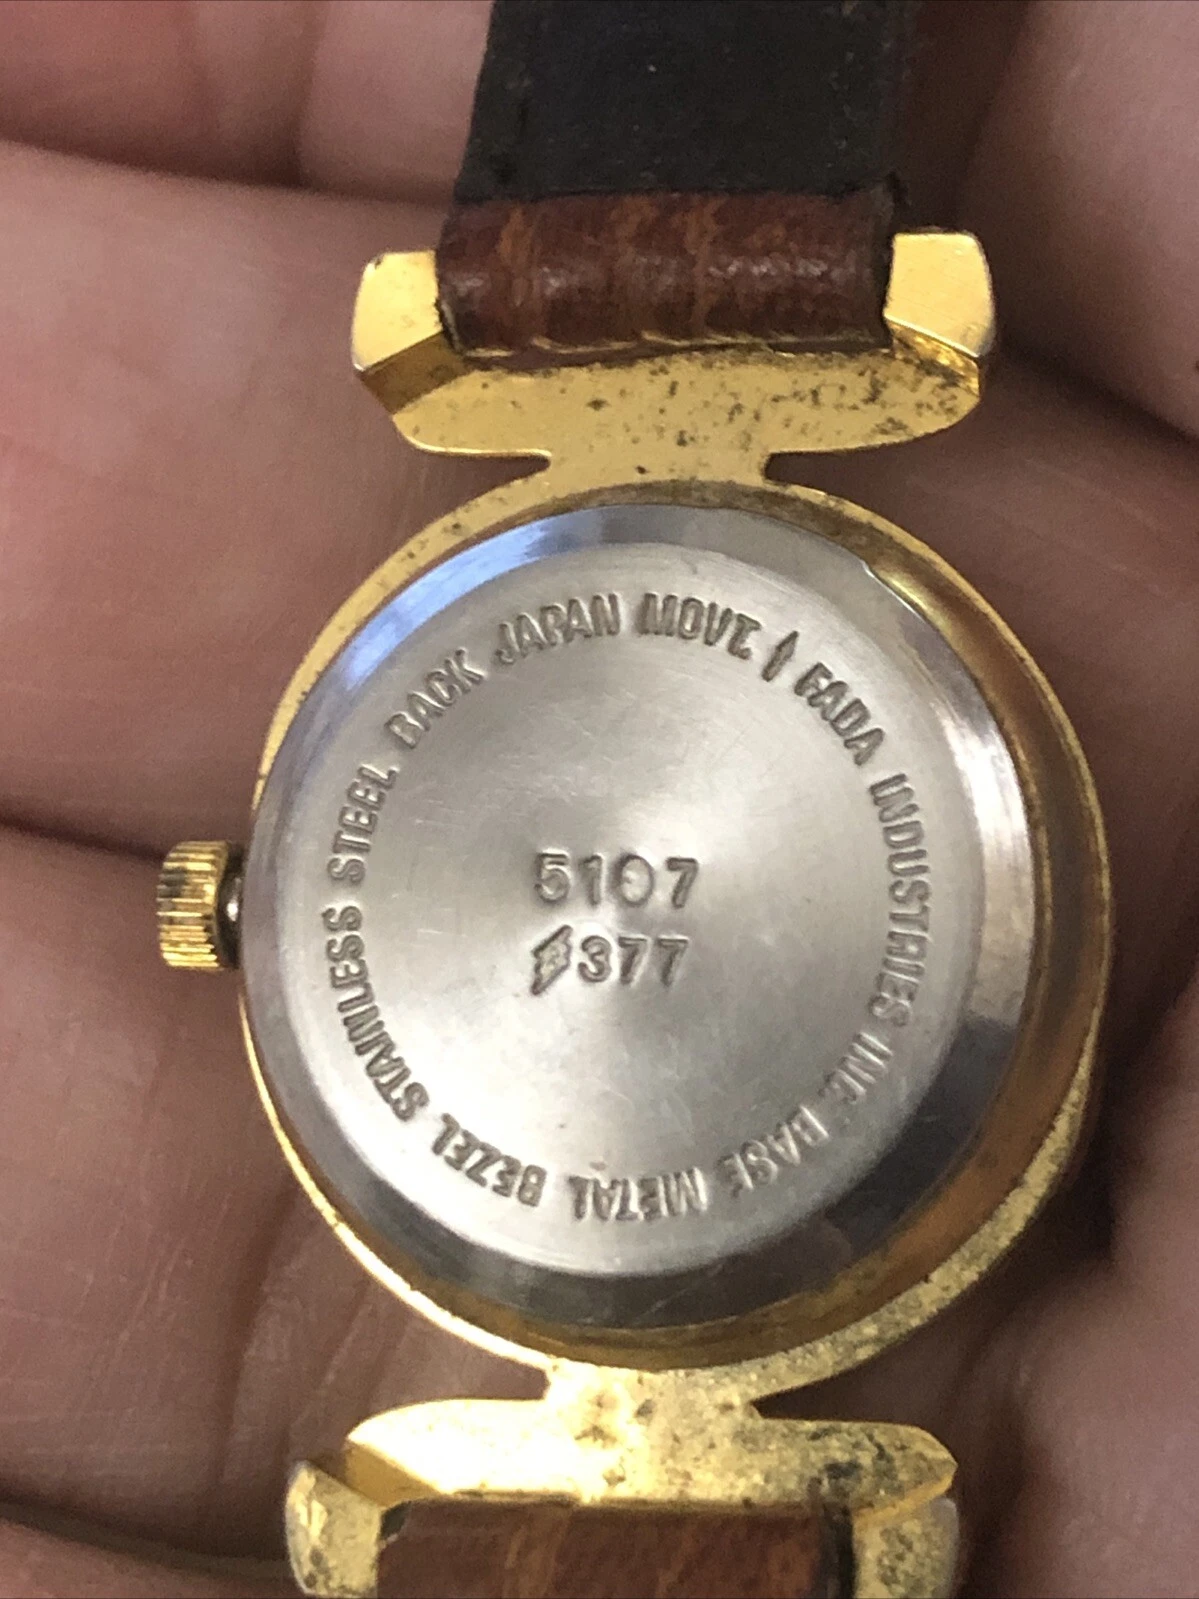 FADA INDUSTRIES INC. BASE METAL BEZEL STAINLESS STEEL BACK JAPAN MOVT.
5107
377